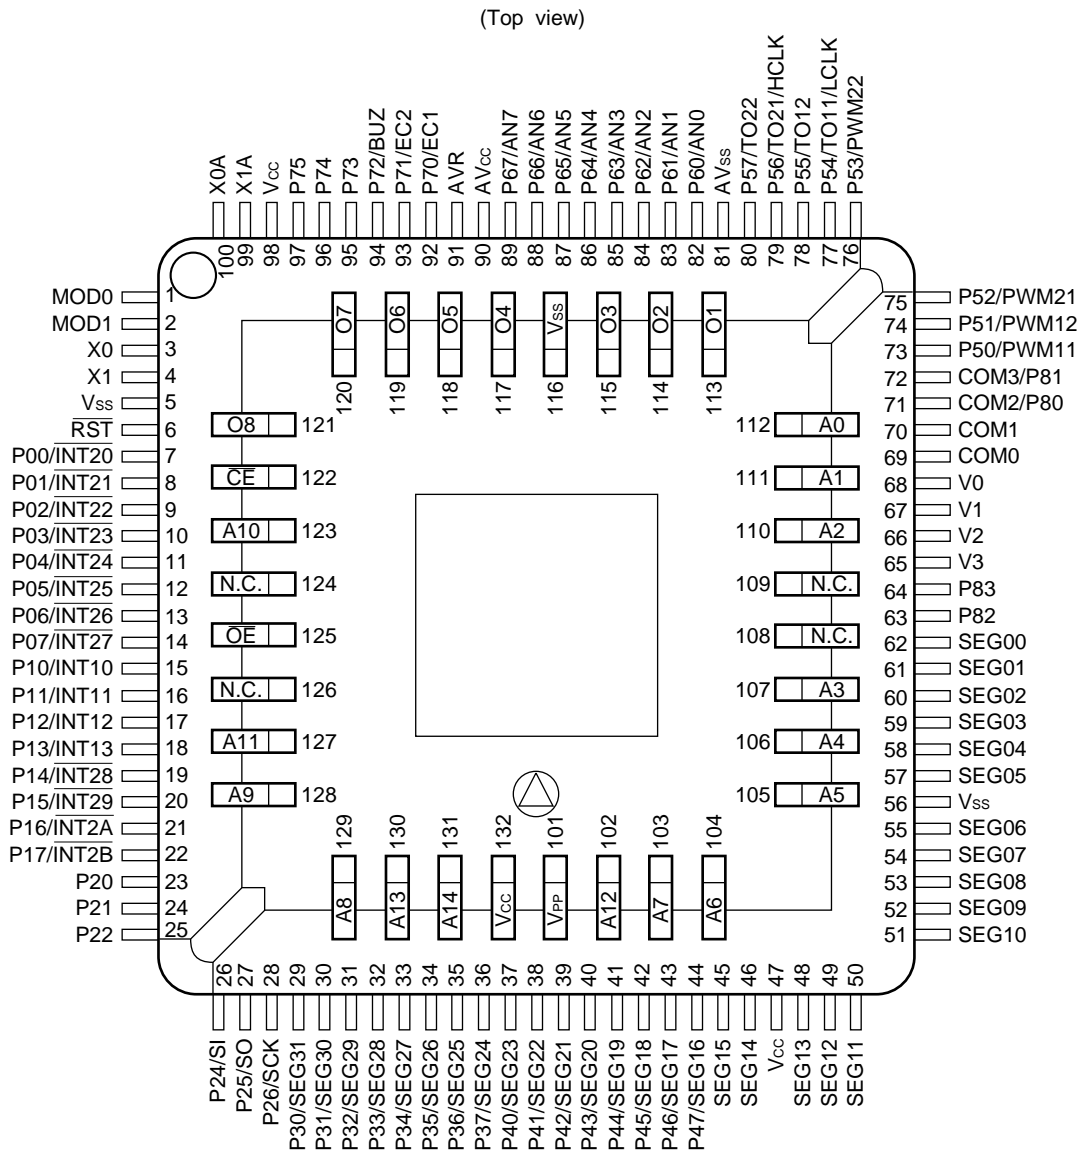 (Top view)
X0A
X1A
Vcc
P75
P74
P73
P72/BUZ
P71/EC2
P70/EC1
AVR
AVcc
P67/AN7
P66/AN6
P65/AN5
P64/AN4
P63/AN3
P62/AN2
P61/AN1
P60/AN0
AVss
P57/TO22
P56/TO21/HCLK
P55/TO12
P54/TO11/LCLK
P53/PWM22
100
99
98
97
96
95
94
93
92
91
90
89
88
87
86
85
84
83
82
81
80
79
78
77
76
MOD0 1
MOD1 2
X0 3
X1 4
Vss 5
RST 6
P00/INT20 7
P01/INT21 8
P02/INT22 9
P03/INT23 10
P04/INT24 11
P05/INT25 12
P06/INT26 13
P07/INT27 14
P10/INT10 15
P11/INT11 16
P12/INT12 17
P13/INT13 18
P14/INT28 19
P15/INT29 20
P16/INT2A 21
P17/INT2B 22
P20 23
P21 24
P22 25
O7
O6
O5
O4
Vss
O3
O2
O1
120
119
118
117
116
115
114
113
O8 121
CE 122
A10 123
N.C. 124
OE 125
N.C. 126
A11 127
A9 128
112 A0
111 A1
110 A2
109 N.C.
108 N.C.
107 A3
106 A4
105 A5
129
130
131
132
101
102
103
104
A8
A13
A14
Vcc
VPP
A12
A7
A6
75 P52/PWM21
74 P51/PWM12
73 P50/PWM11
72 COM3/P81
71 COM2/P80
70 COM1
69 COM0
68 V0
67 V1
66 V2
65 V3
64 P83
63 P82
62 SEG00
61 SEG01
60 SEG02
59 SEG03
58 SEG04
57 SEG05
56 Vss
55 SEG06
54 SEG07
53 SEG08
52 SEG09
51 SEG10
26
27
28
29
30
31
32
33
34
35
36
37
38
39
40
41
42
43
44
45
46
47
48
49
50
P24/SI
P25/SO
P26/SCK
P30/SEG31
P31/SEG30
P32/SEG29
P33/SEG28
P34/SEG27
P35/SEG26
P36/SEG25
P37/SEG24
P40/SEG23
P41/SEG22
P42/SEG21
P43/SEG20
P44/SEG19
P45/SEG18
P46/SEG17
P47/SEG16
SEG15
SEG14
Vcc
SEG13
SEG12
SEG11